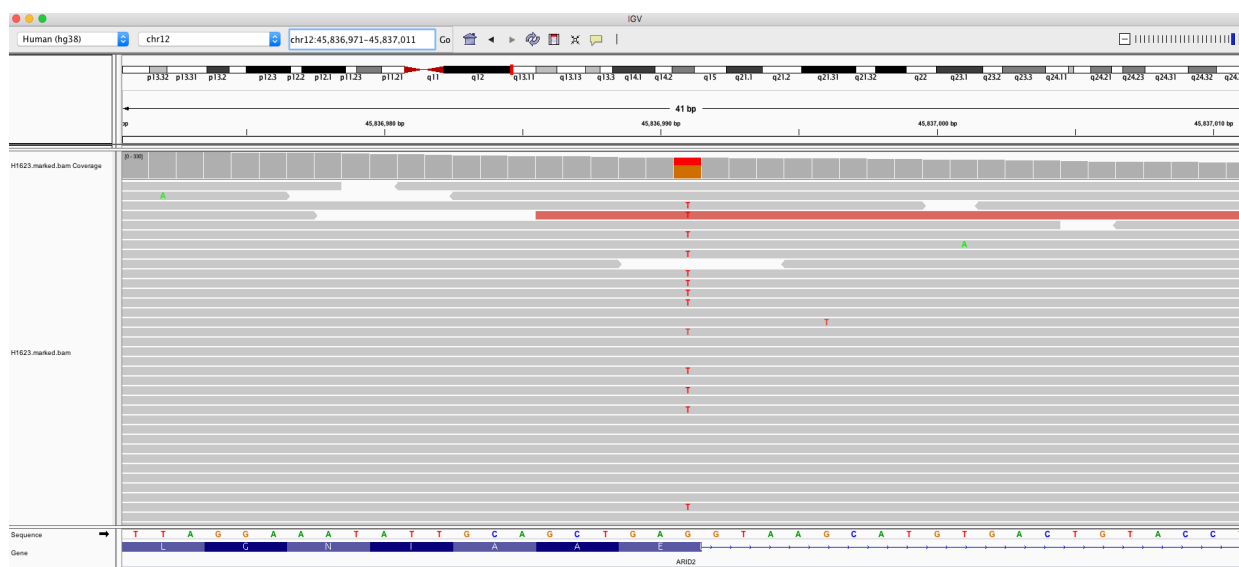 IGV
Human (hg38) chr12 chr12:45,836,971-45,837,011 Go
p13.32 p13.31 p13.2 p12.3 p12.2 p12.1 p11.23 p11.21 q11 q12 q13.11 q13.13 q13.3 q14.1 q14.2 q15 q21.1 q21.2 q21.31 q21.32 q22 q23.1 q23.2 q23.3 q24.11 q24.21 q24.23 q24.31 q24.32 q24.
41 bp
bp 45,836,980 bp 45,836,990 bp 45,837,000 bp 45,837,010 bp
H1623.marked.bam Coverage [0 - 338]
A
T
T
T
A
T
T
T
T
T
T
T
T
T
T
H1623.marked.bam
T
Sequence T T A G G A A A T A T T G C A G C T G A G G T A A G C A T G T G A C T G T A C C
Gene L G N I A A E
ARID2